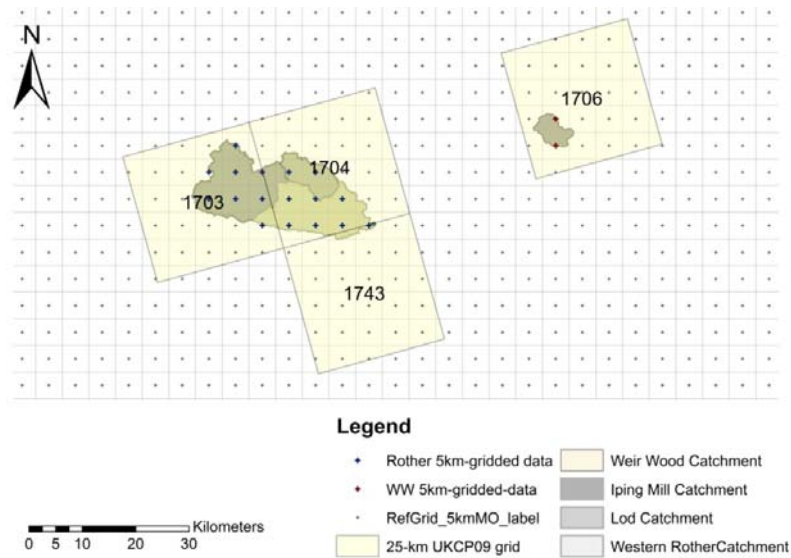 N
1706
1704
1703
1743
Legend
Rother 5km-gridded data
WW 5km-gridded-data
RefGrid_5kmMO_label
25-km UKCP09 grid
Weir Wood Catchment
Iping Mill Catchment
Lod Catchment
Western RotherCatchment
Kilometers
0 5 10 20 30